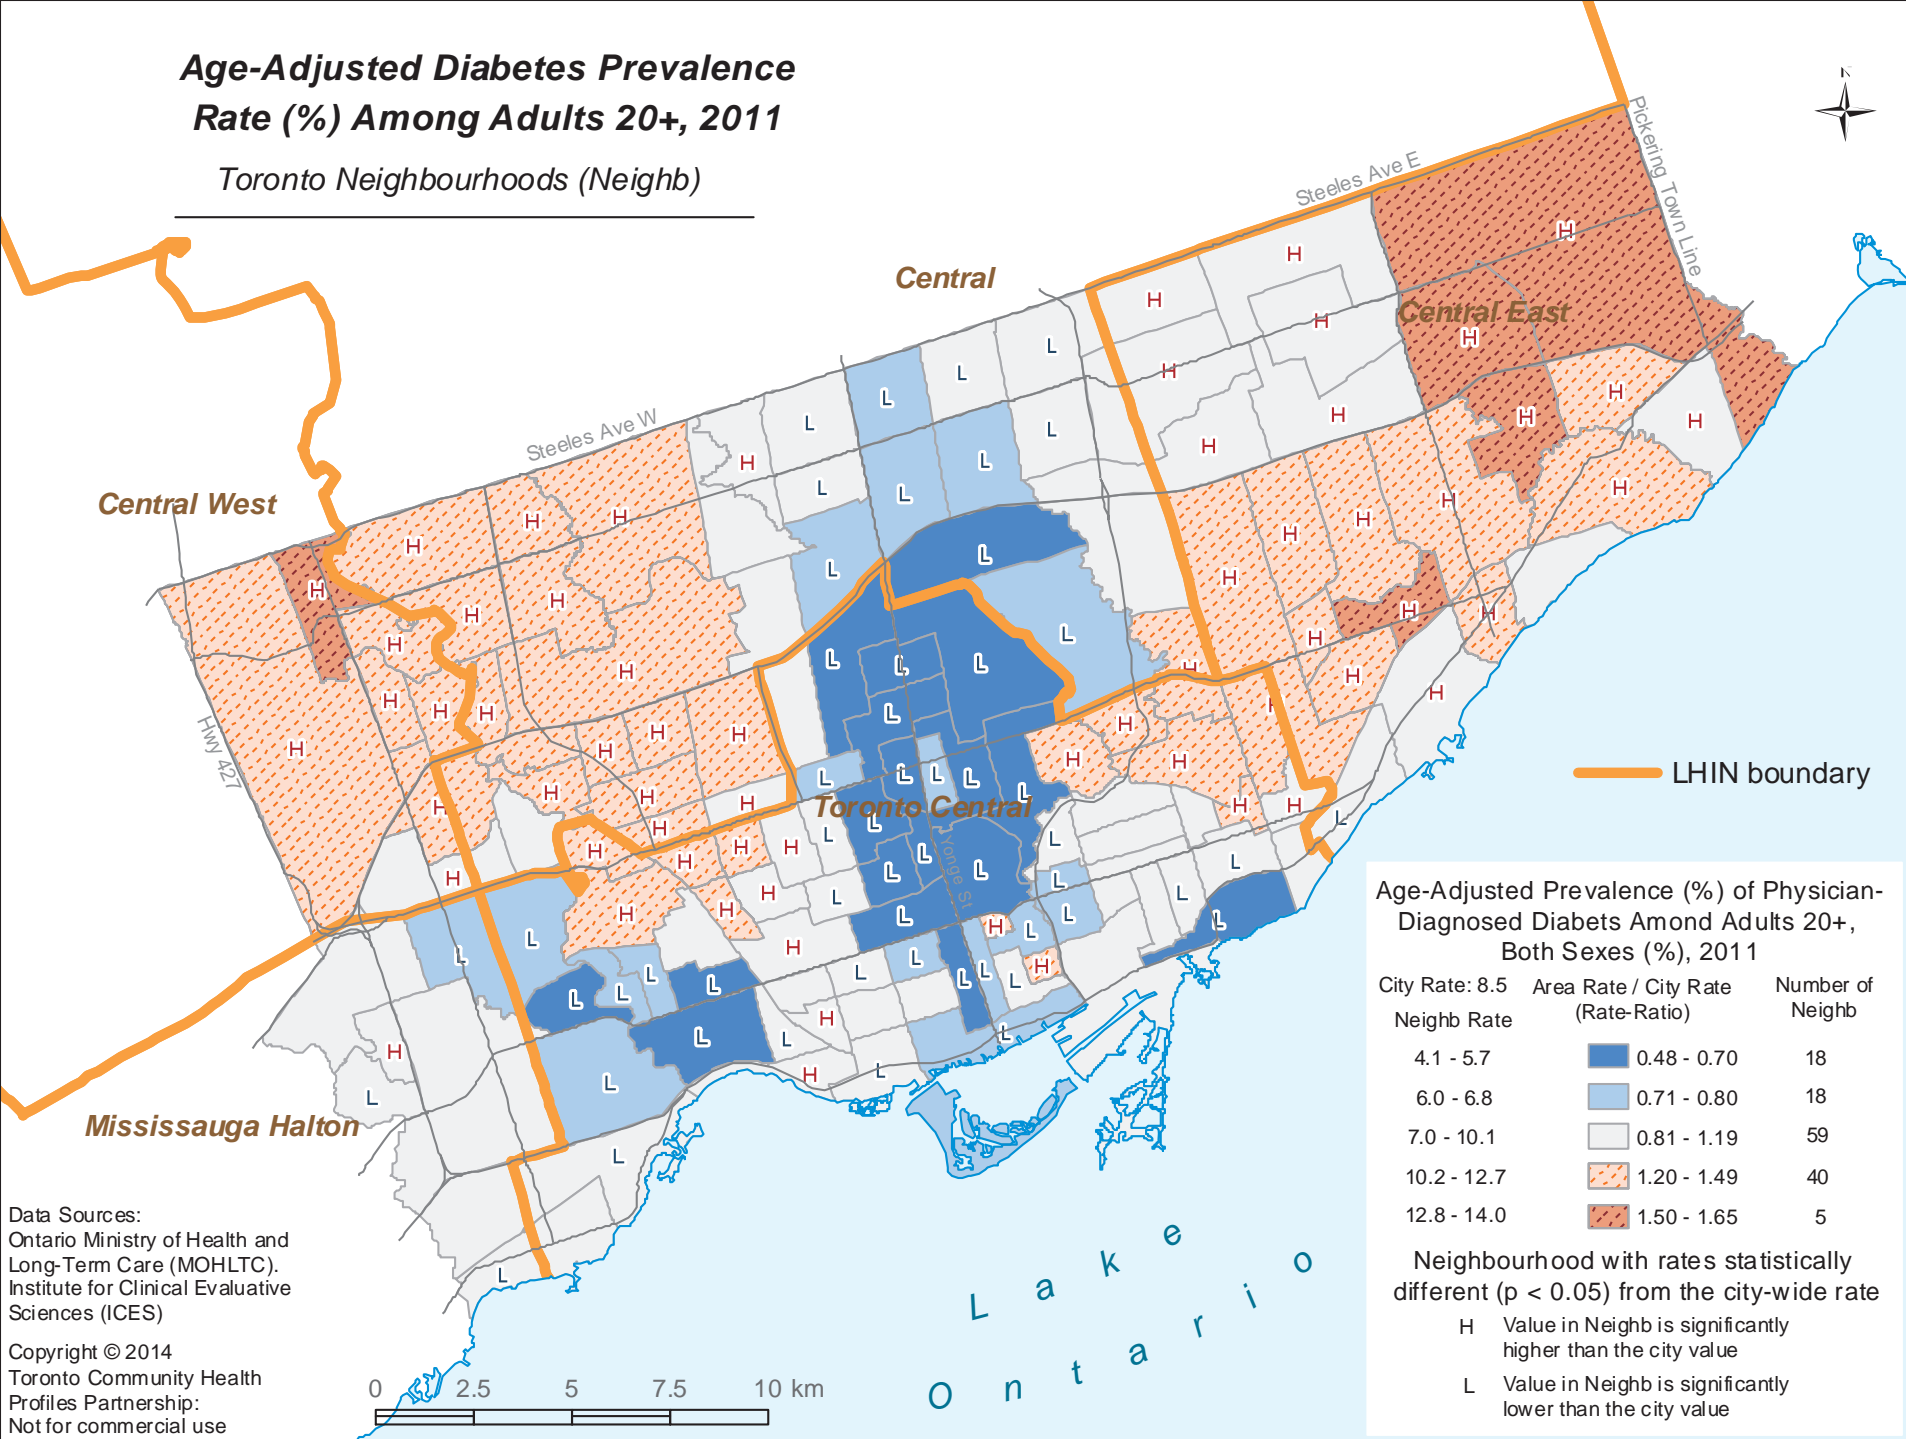 Age-Adjusted Diabetes Prevalence
Rate (%) Among Adults 20+, 2011
Toronto Neighbourhoods (Neighb)
N
Steeles Ave E
Pickering Town Line
Central
Central East
Steeles Ave W
Central West
Hwy 427
Toronto Central
Yonge St
Mississauga Halton
LHIN boundary
Age-Adjusted Prevalence (%) of Physician-
Diagnosed Diabets Amond Adults 20+,
Both Sexes (%), 2011
City Rate: 8.5 Area Rate / City Rate Number of
Neighb Rate (Rate-Ratio) Neighb
4.1 - 5.7 0.48 - 0.70 18
6.0 - 6.8 0.71 - 0.80 18
7.0 - 10.1 0.81 - 1.19 59
10.2 - 12.7 1.20 - 1.49 40
12.8 - 14.0 1.50 - 1.65 5
Neighbourhood with rates statistically
different (p < 0.05) from the city-wide rate
H Value in Neighb is significantly
higher than the city value
L Value in Neighb is significantly
lower than the city value
Lake
Ontario
Data Sources:
Ontario Ministry of Health and
Long-Term Care (MOHLTC).
Institute for Clinical Evaluative
Sciences (ICES)
Copyright © 2014
Toronto Community Health
Profiles Partnership:
Not for commercial use
0 2.5 5 7.5 10 km